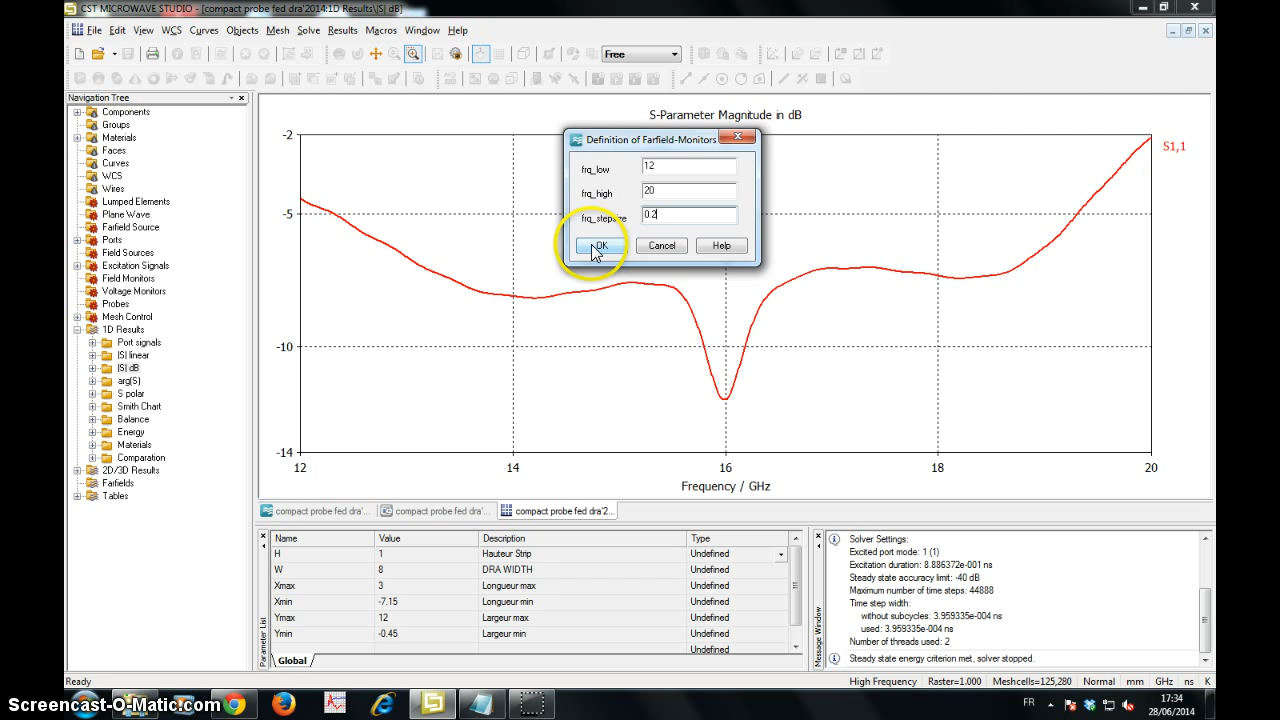 CST MICROWAVE STUDIO - [compact probe fed dra'2014:1D Results\|S| dB]
File Edit View WCS Curves Objects Mesh Solve Results Macros Window Help
Free
Navigation Tree
Components
Groups
Materials
Faces
Curves
WCS
Wires
Lumped Elements
Plane Wave
Farfield Source
Ports
Field Sources
Excitation Signals
Field Monitors
Voltage Monitors
Probes
Mesh Control
1D Results
Port signals
|S| linear
|S| dB
arg(S)
S polar
Smith Chart
Balance
Energy
Materials
Comparation
2D/3D Results
Farfields
Tables
S-Parameter Magnitude in dB
S1,1
-2
-5
-10
-14
12 14 16 18 20
Frequency / GHz
Definition of Farfield-Monitors
frq_low 12
frq_high 20
frq_stepsize 0.2
OK Cancel Help
compact probe fed dra'... compact probe fed dra'... compact probe fed dra'2...
Parameter List
Name Value Description Type
H 1 Hauteur Strip Undefined
W 8 DRA WIDTH Undefined
Xmax 3 Longueur max Undefined
Xmin -7.15 Longueur min Undefined
Ymax 12 Largeur max Undefined
Ymin -0.45 Largeur min Undefined
Undefined
Global
Message Window
Solver Settings:
Excited port mode: 1 (1)
Excitation duration: 8.886372e-001 ns
Steady state accuracy limit: -40 dB
Maximum number of time steps: 44888
Time step width:
without subcycles: 3.959335e-004 ns
used: 3.959335e-004 ns
Number of threads used: 2
Steady state energy criterion met, solver stopped.
Ready High Frequency Raster=1.000 Meshcells=125,280 Normal mm GHz ns K
Screencast-O-Matic.com
FR
17:34
28/06/2014